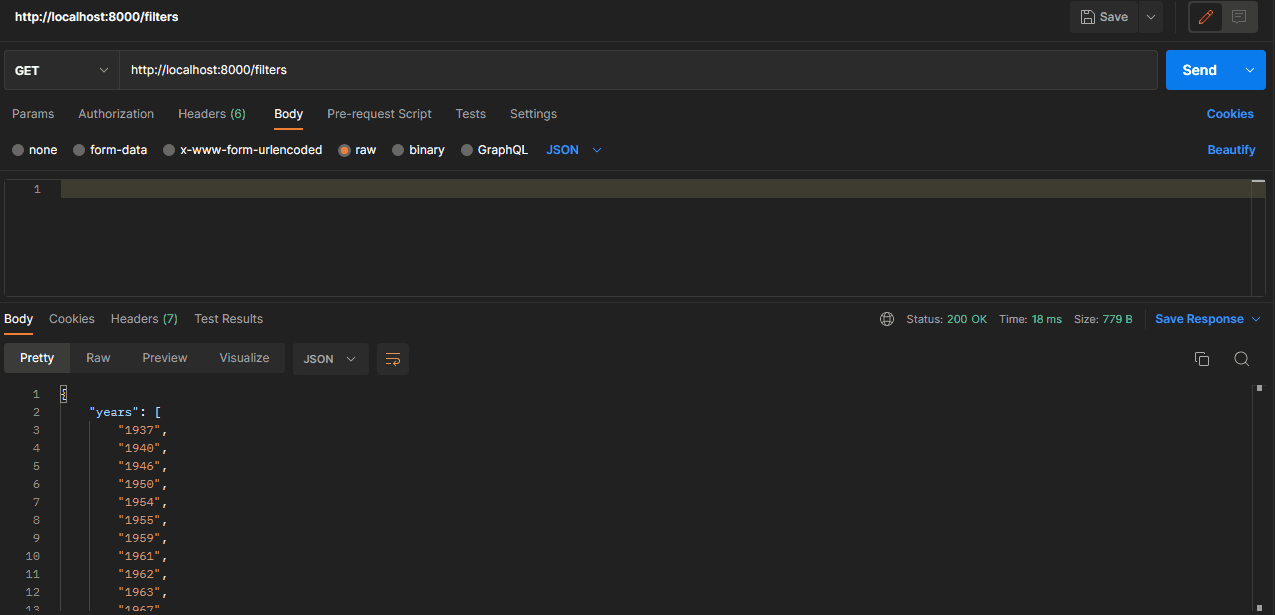 http://localhost:8000/filters Save
GET http://localhost:8000/filters Send
Params Authorization Headers (6) Body Pre-request Script Tests Settings Cookies
none form-data x-www-form-urlencoded raw binary GraphQL JSON Beautify
1
Body Cookies Headers (7) Test Results Status: 200 OK Time: 18 ms Size: 779 B Save Response
Pretty Raw Preview Visualize JSON
1 {
2 "years": [
3 "1937",
4 "1940",
5 "1946",
6 "1950",
7 "1954",
8 "1955",
9 "1959",
10 "1961",
11 "1962",
12 "1963",
13 "1967",